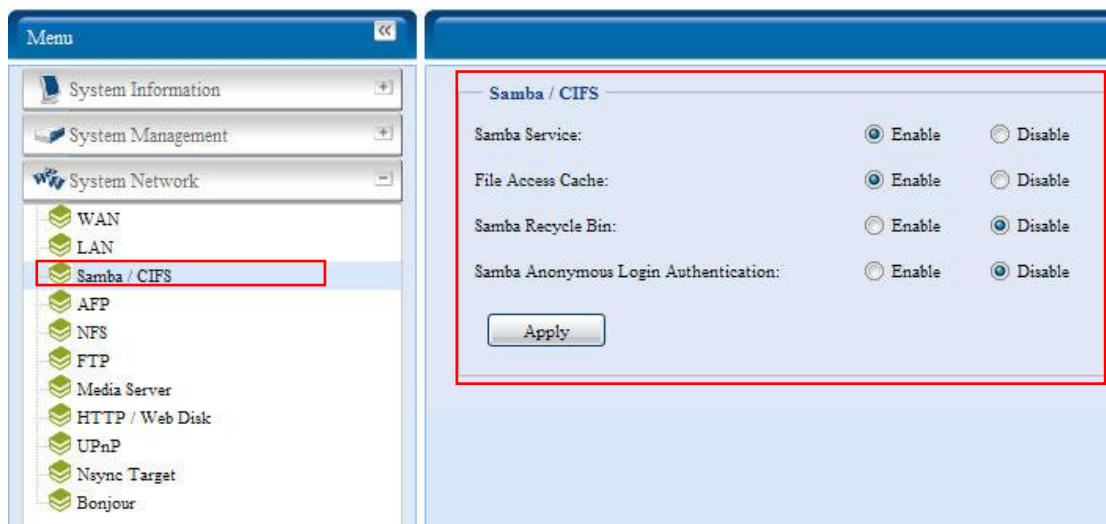 Menu
System Information
System Management
System Network
WAN
LAN
Samba / CIFS
AFP
NFS
FTP
Media Server
HTTP / Web Disk
UPnP
Nsync Target
Bonjour
Samba / CIFS
Samba Service: Enable Disable
File Access Cache: Enable Disable
Samba Recycle Bin: Enable Disable
Samba Anonymous Login Authentication: Enable Disable
Apply